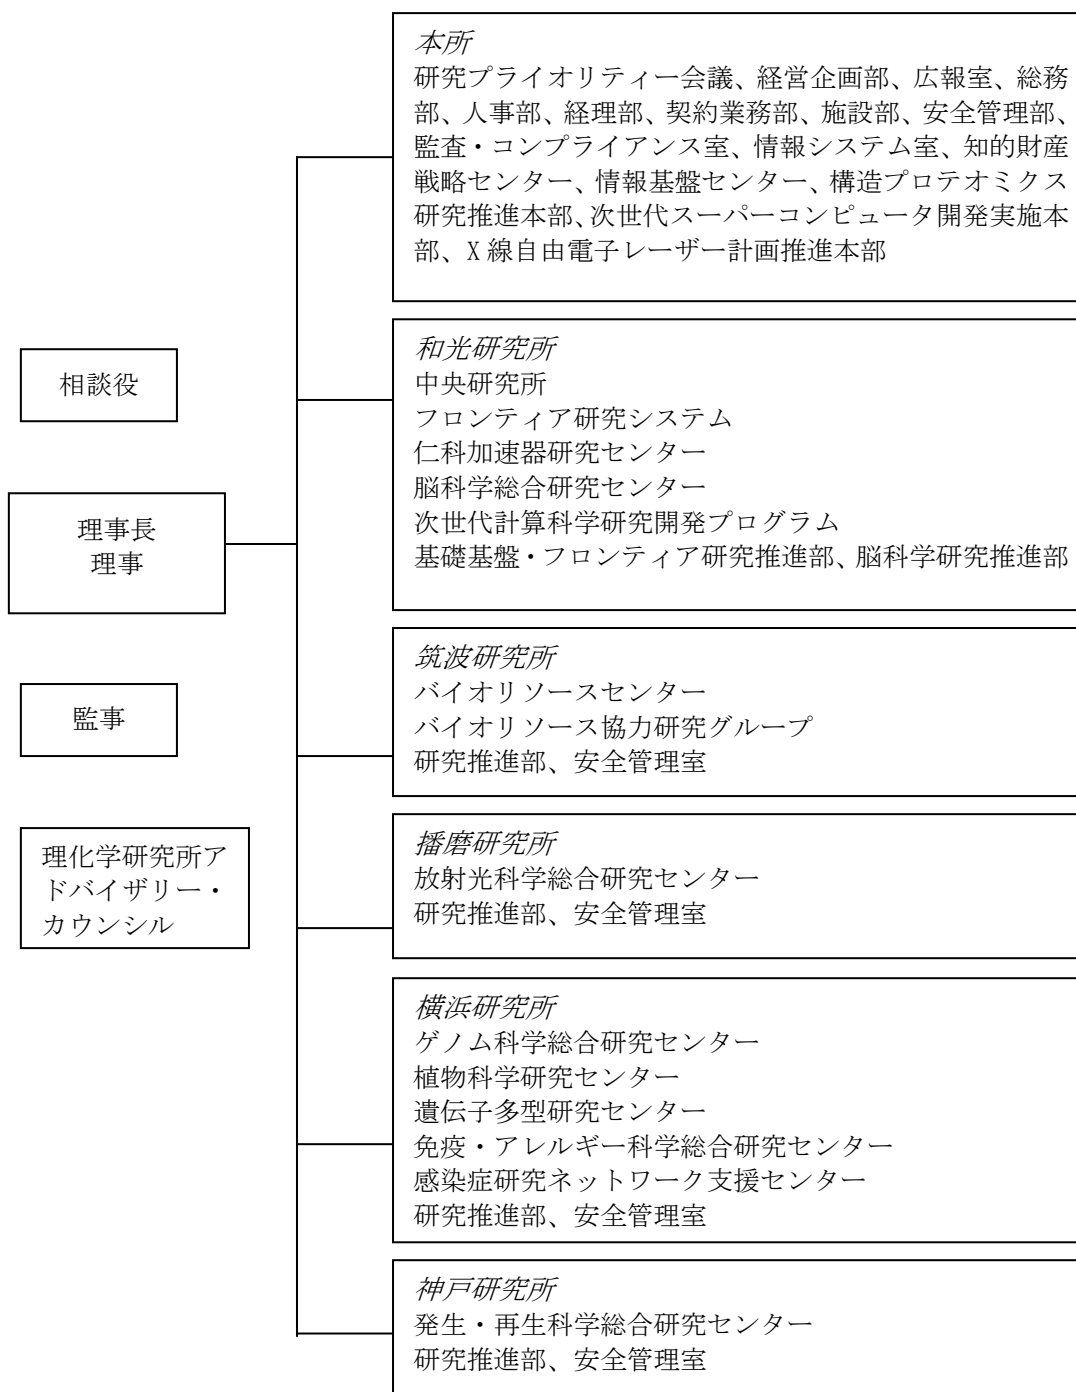 本所
研究プライオリティー会議、経営企画部、広報室、総務
部、人事部、経理部、契約業務部、施設部、安全管理部、
監査・コンプライアンス室、情報システム室、知的財産
戦略センター、情報基盤センター、構造プロテオミクス
研究推進本部、次世代スーパーコンピュータ開発実施本
部、X線自由電子レーザー計画推進本部
相談役
理事長
理事
監事
理化学研究所ア
ドバイザリー・
カウンシル
和光研究所
中央研究所
フロンティア研究システム
仁科加速器研究センター
脳科学総合研究センター
次世代計算科学研究開発プログラム
基礎基盤・フロンティア研究推進部、脳科学研究推進部
筑波研究所
バイオリソースセンター
バイオリソース協力研究グループ
研究推進部、安全管理室
播磨研究所
放射光科学総合研究センター
研究推進部、安全管理室
横浜研究所
ゲノム科学総合研究センター
植物科学研究センター
遺伝子多型研究センター
免疫・アレルギー科学総合研究センター
感染症研究ネットワーク支援センター
研究推進部、安全管理室
神戸研究所
発生・再生科学総合研究センター
研究推進部、安全管理室